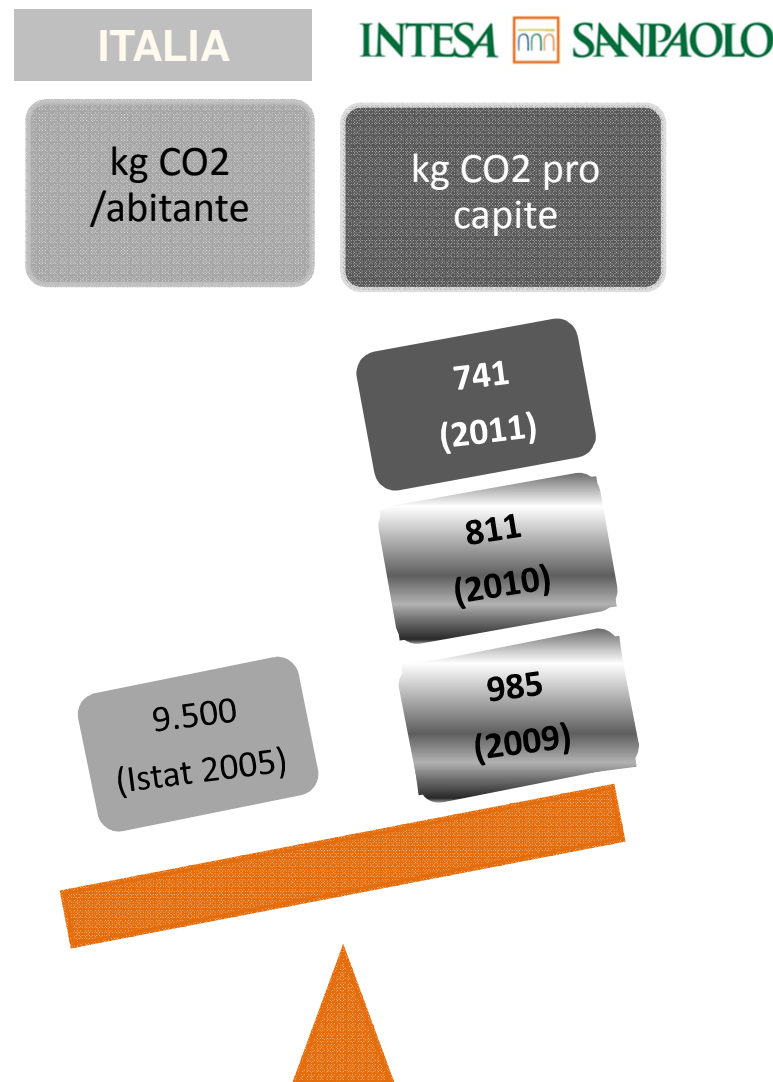 ITALIA
INTESA SANPAOLO
kg CO2
/abitante
kg CO2 pro
capite
741
(2011)
811
(2010)
985
(2009)
9.500
(Istat 2005)